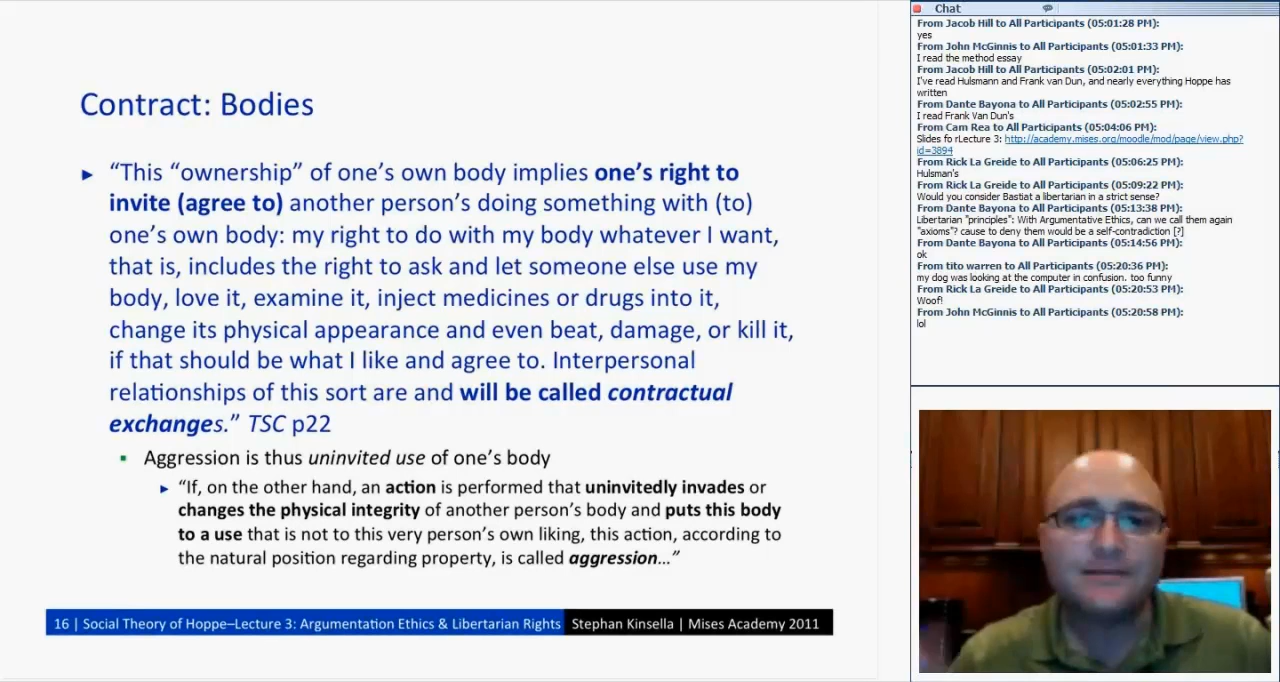 Contract: Bodies
► “This “ownership” of one’s own body implies one’s right to
invite (agree to) another person’s doing something with (to)
one’s own body: my right to do with my body whatever I want,
that is, includes the right to ask and let someone else use my
body, love it, examine it, inject medicines or drugs into it,
change its physical appearance and even beat, damage, or kill it,
if that should be what I like and agree to. Interpersonal
relationships of this sort are and will be called contractual
exchanges.” TSC p22
▪ Aggression is thus uninvited use of one’s body
► “If, on the other hand, an action is performed that uninvitedly invades or
changes the physical integrity of another person’s body and puts this body
to a use that is not to this very person’s own liking, this action, according to
the natural position regarding property, is called aggression…”
16 | Social Theory of Hoppe–Lecture 3: Argumentation Ethics & Libertarian Rights Stephan Kinsella | Mises Academy 2011
Chat
From Jacob Hill to All Participants (05:01:28 PM):
yes
From John McGinnis to All Participants (05:01:33 PM):
I read the method essay
From Jacob Hill to All Participants (05:02:01 PM):
I've read Hulsmann and Frank van Dun, and nearly everything Hoppe has
written
From Dante Bayona to All Participants (05:02:55 PM):
I read Frank Van Dun's
From Cam Rea to All Participants (05:04:06 PM):
Slides fo rLecture 3: http://academy.mises.org/moodle/mod/page/view.php?
id=3894
From Rick La Greide to All Participants (05:06:25 PM):
Hulsman's
From Rick La Greide to All Participants (05:09:22 PM):
Would you consider Bastiat a libertarian in a strict sense?
From Dante Bayona to All Participants (05:13:38 PM):
Libertarian "principles": With Argumentative Ethics, can we call them again
"axioms"? cause to deny them would be a self-contradiction [?]
From Dante Bayona to All Participants (05:14:56 PM):
ok
From tito warren to All Participants (05:20:36 PM):
my dog was looking at the computer in confusion. too funny
From Rick La Greide to All Participants (05:20:53 PM):
Woof!
From John McGinnis to All Participants (05:20:58 PM):
lol